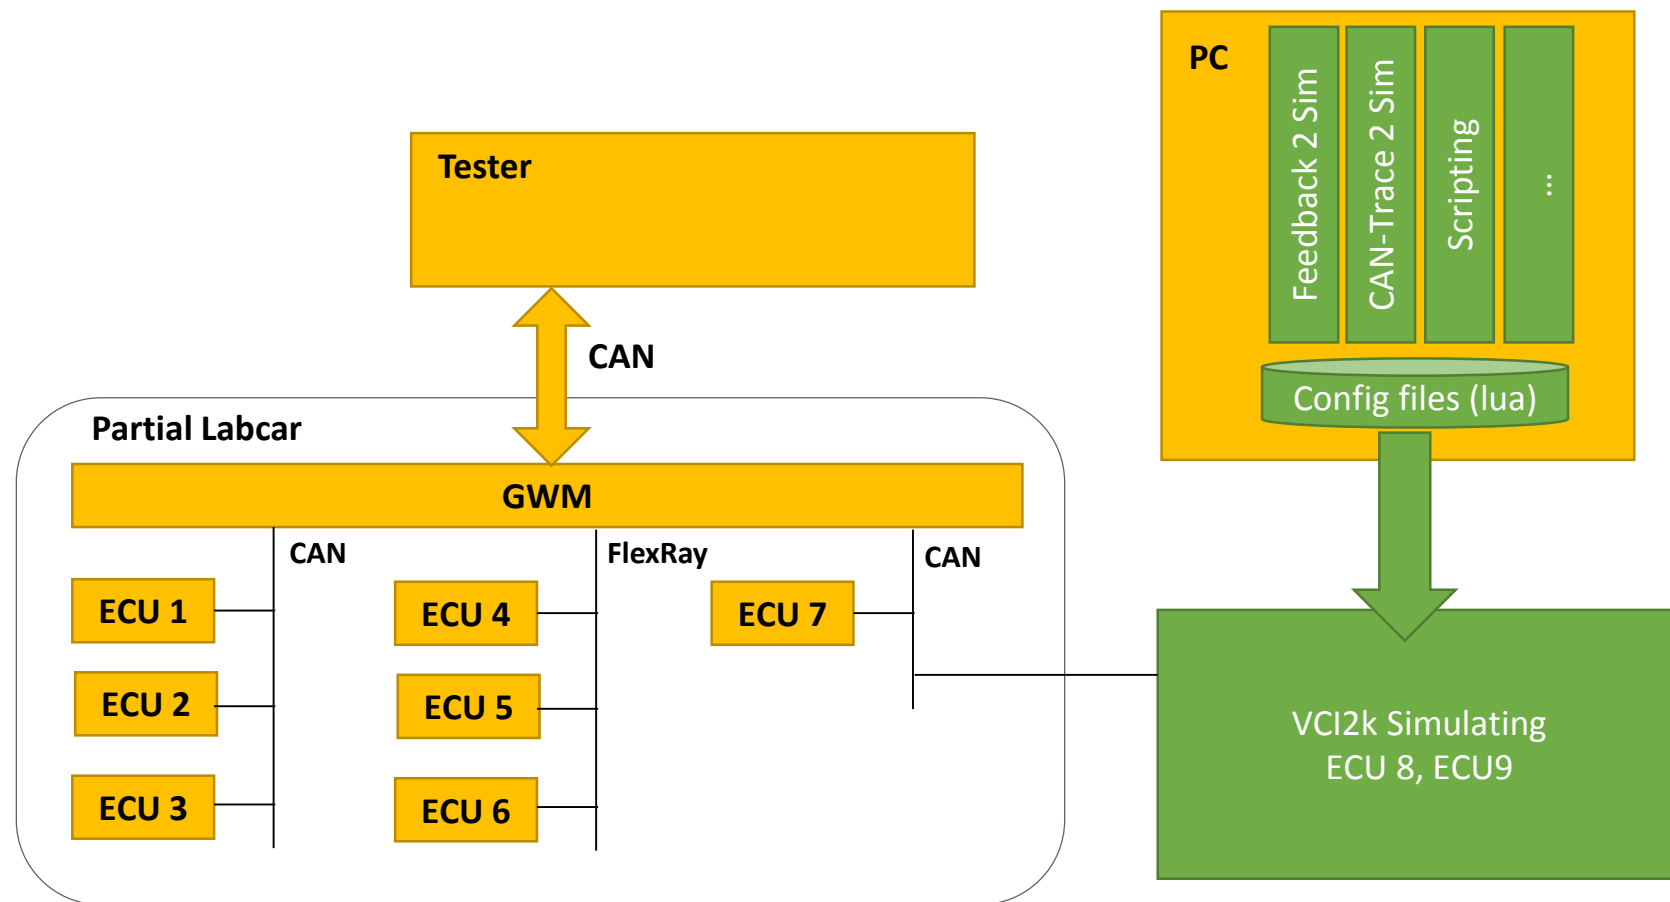 PC
Feedback 2 Sim
CAN-Trace 2 Sim
Scripting
...
Config files (lua)
Tester
CAN
Partial Labcar
GWM
CAN
FlexRay
CAN
ECU 1
ECU 4
ECU 7
ECU 2
ECU 5
ECU 3
ECU 6
VCI2k Simulating
ECU 8, ECU9